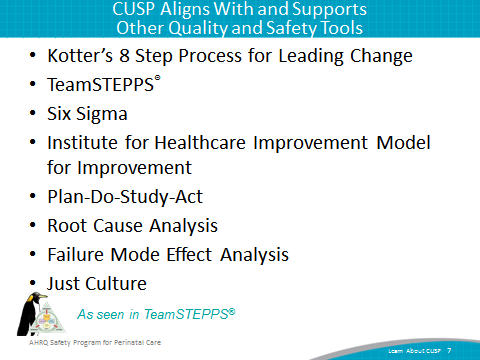 CUSP Aligns With and Supports
Other Quality and Safety Tools
• Kotter's 8 Step Process for Leading Change
• TeamSTEPPS®
• Six Sigma
• Institute for Healthcare Improvement Model
for Improvement
• Plan-Do-Study-Act
• Root Cause Analysis
• Failure Mode Effect Analysis
• Just Culture
As seen in TeamSTEPPS®
AHRQ Safety Program for Perinatal Care
Learn About CUSP 7